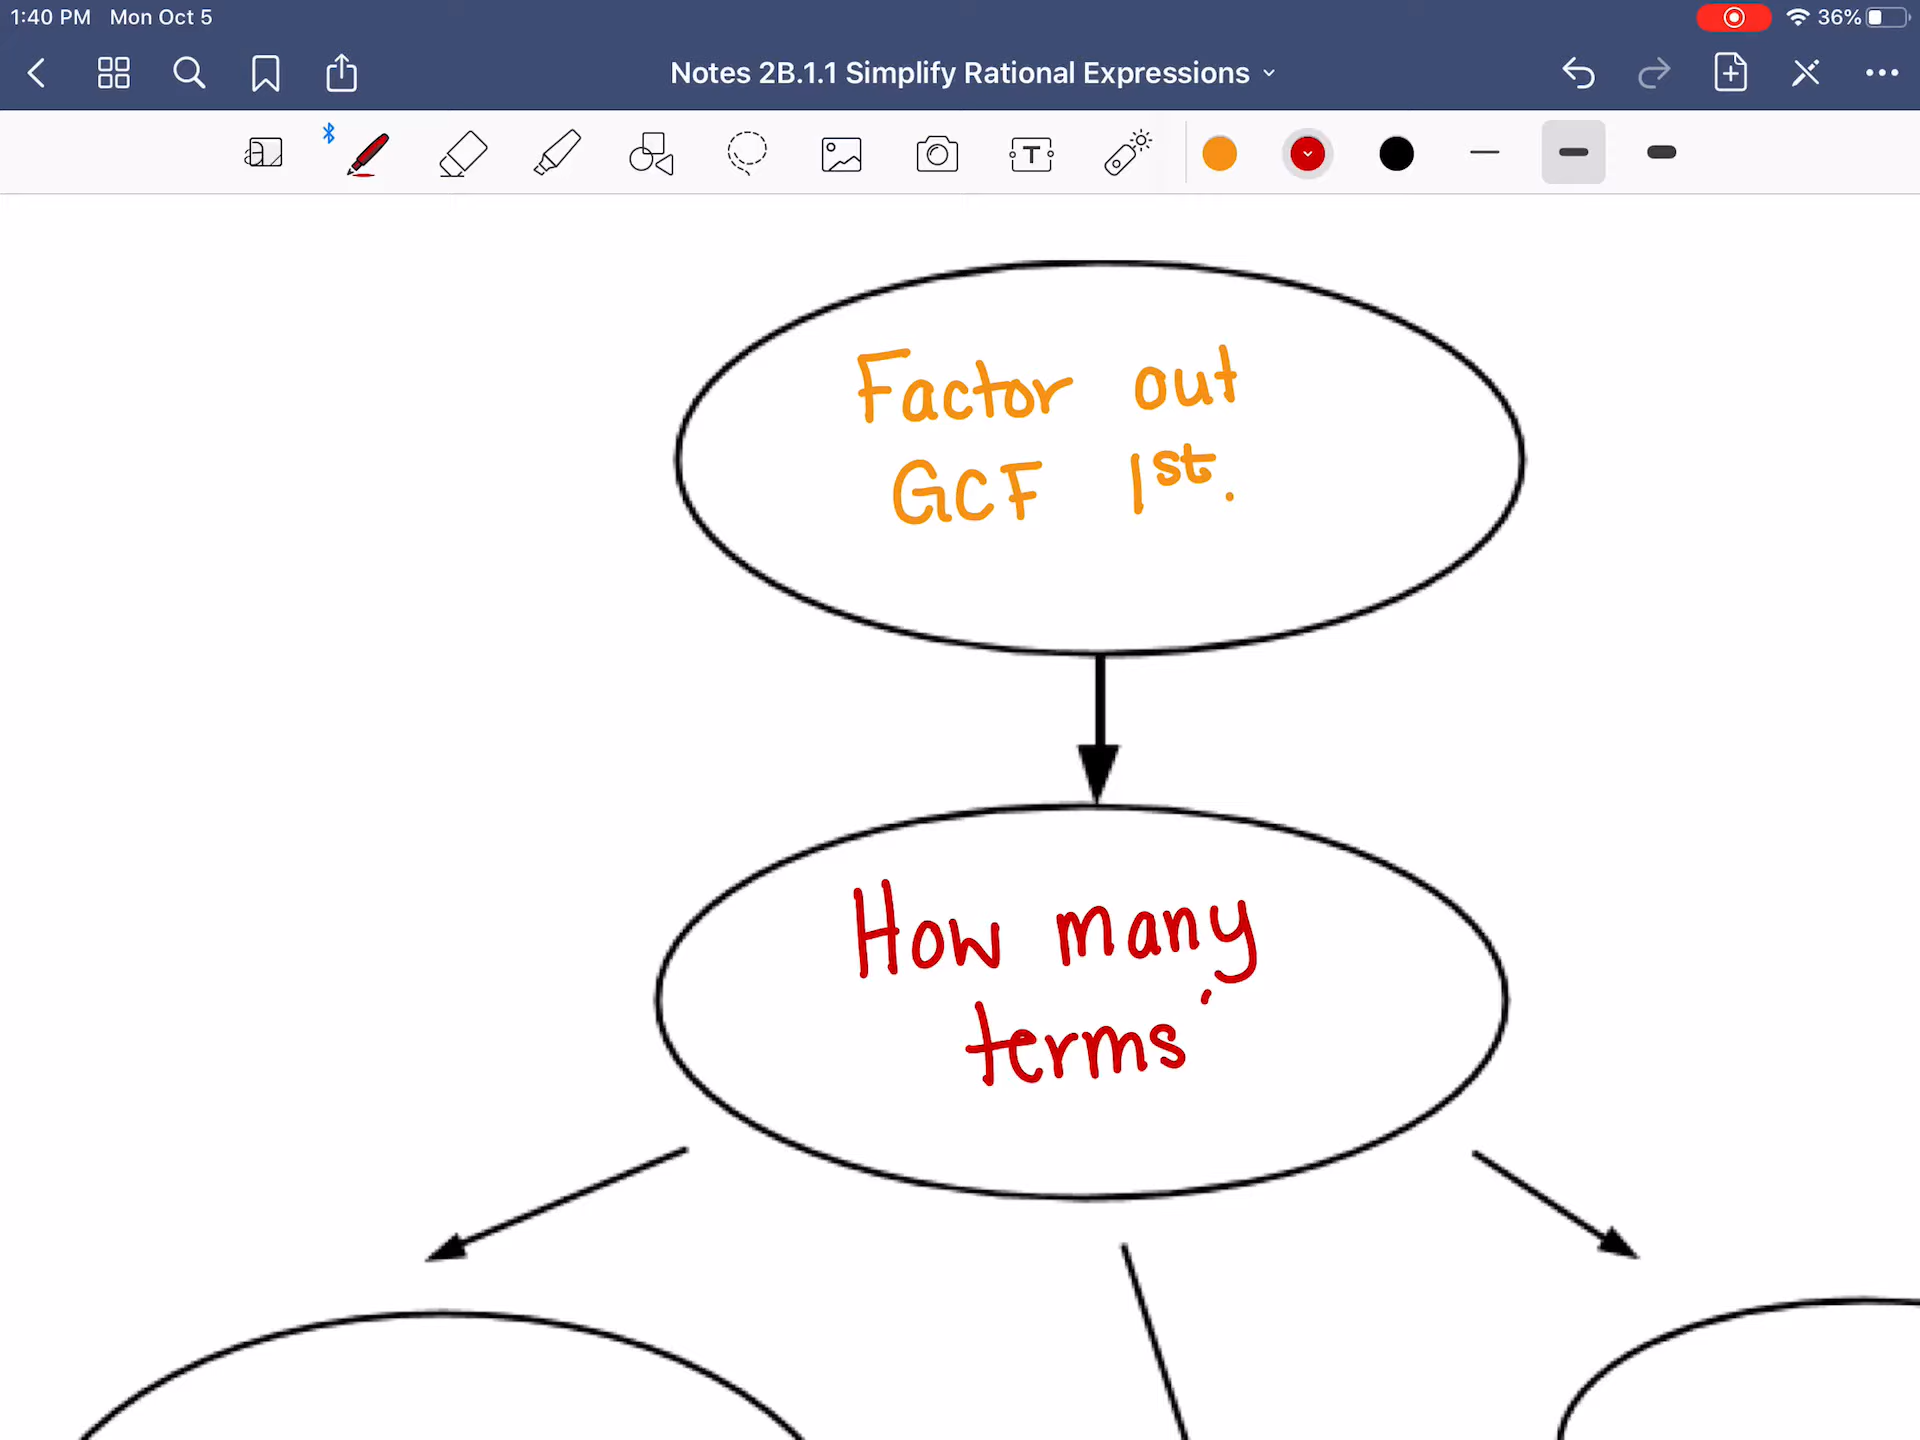 1:40 PM Mon Oct 5
36%
Notes 2B.1.1 Simplify Rational Expressions
Factor out
GCF 1st.
How many
terms